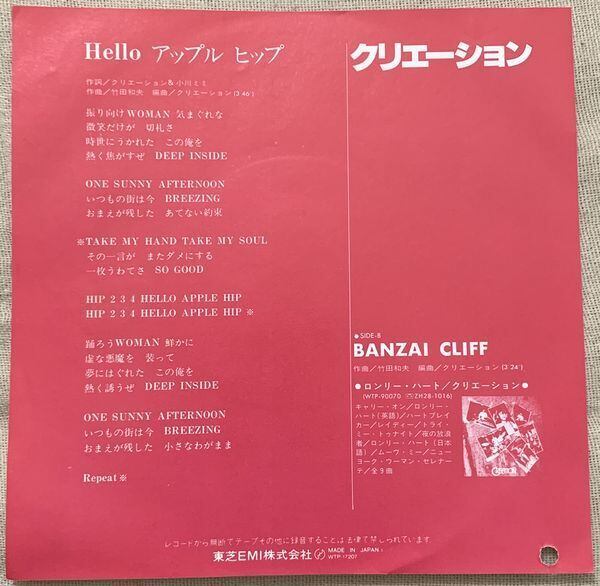 Hello アップル ヒップ
作詞/クリエーション&小川ミミ
作曲/竹田和夫 編曲/クリエーション(3′46″)
振り向けWOMAN 気まぐれな
微笑だけが 切札さ
時世にうかれた この俺を
熱く焦がすぜ DEEP INSIDE
ONE SUNNY AFTERNOON
いつもの街は今 BREEZING
おまえが残した あてない約束
※TAKE MY HAND TAKE MY SOUL
その一言が またダメにする
一枚うわてさ SO GOOD
HIP 2 3 4 HELLO APPLE HIP
HIP 2 3 4 HELLO APPLE HIP ※
踊ろうWOMAN 鮮かに
虚な悪魔を 装って
夢にはぐれた この俺を
熱く誘うぜ DEEP INSIDE
ONE SUNNY AFTERNOON
いつもの街は今 BREEZING
おまえが残した 小さなわがまま
Repeat ※
クリエーション
●SIDE-B
BANZAI CLIFF
作曲/竹田和夫 編曲/クリエーション(3′24″)
●ロンリー・ハート/クリエーション●
(WTP-90070 ZH28-1016)
キャリー・オン/ロンリー・
ハート(英語)/ハートブレイ
カー/レイディー/トライ・
ミー・トゥナイト/夜の放浪
者/ロンリー・ハート(日本
語)/ムーヴ・ミー/ニュー
ヨーク・ウーマン・セレナー
デ/全9曲
CREATION
レコードから無断でテープその他に録音することは法律で禁じられています。
東芝EMI株式会社
MADE IN JAPAN
WTP-17207